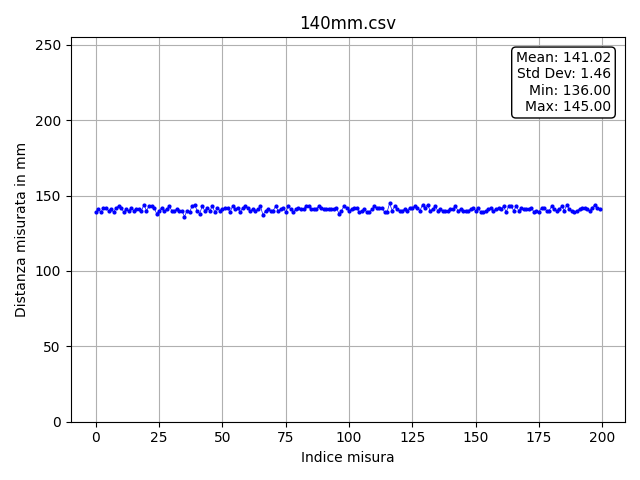 140mm.csv
Mean: 141.02
Std Dev: 1.46
Min: 136.00
Max: 145.00
Distanza misurata in mm
250
200
150
100
50
0
0 25 50 75 100 125 150 175 200
Indice misura